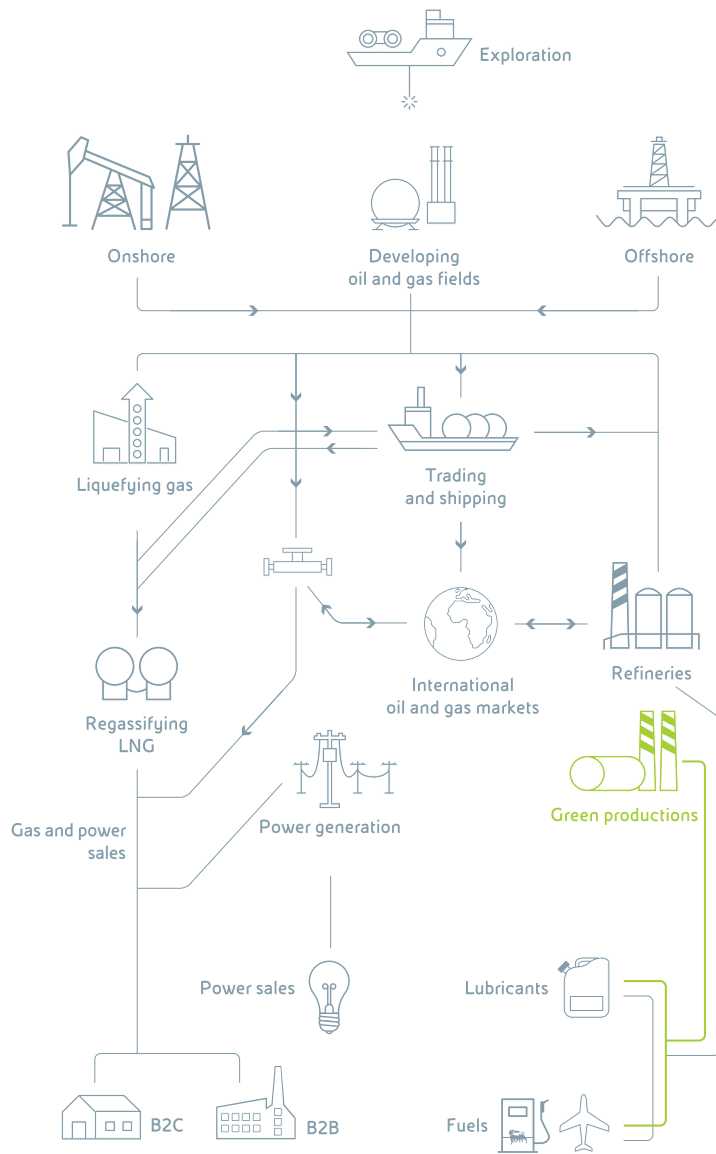 Exploration
Onshore
Developing
oil and gas fields
Offshore
Liquefying gas
Trading
and shipping
International
oil and gas markets
Refineries
Regassifying
LNG
Green productions
Gas and power
sales
Power generation
Power sales
Lubricants
B2C
B2B
Fuels